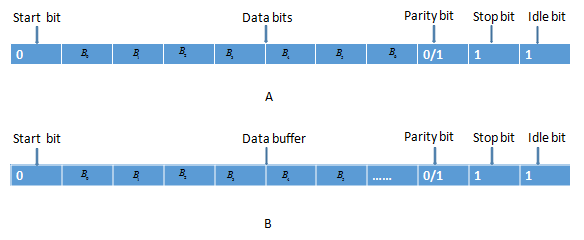 Start bit Data bits Parity bit Stop bit Idle bit
0 0/1 1 1
A
Start bit Data buffer Parity bit Stop bit Idle bit
0 ...... 0/1 1 1
B